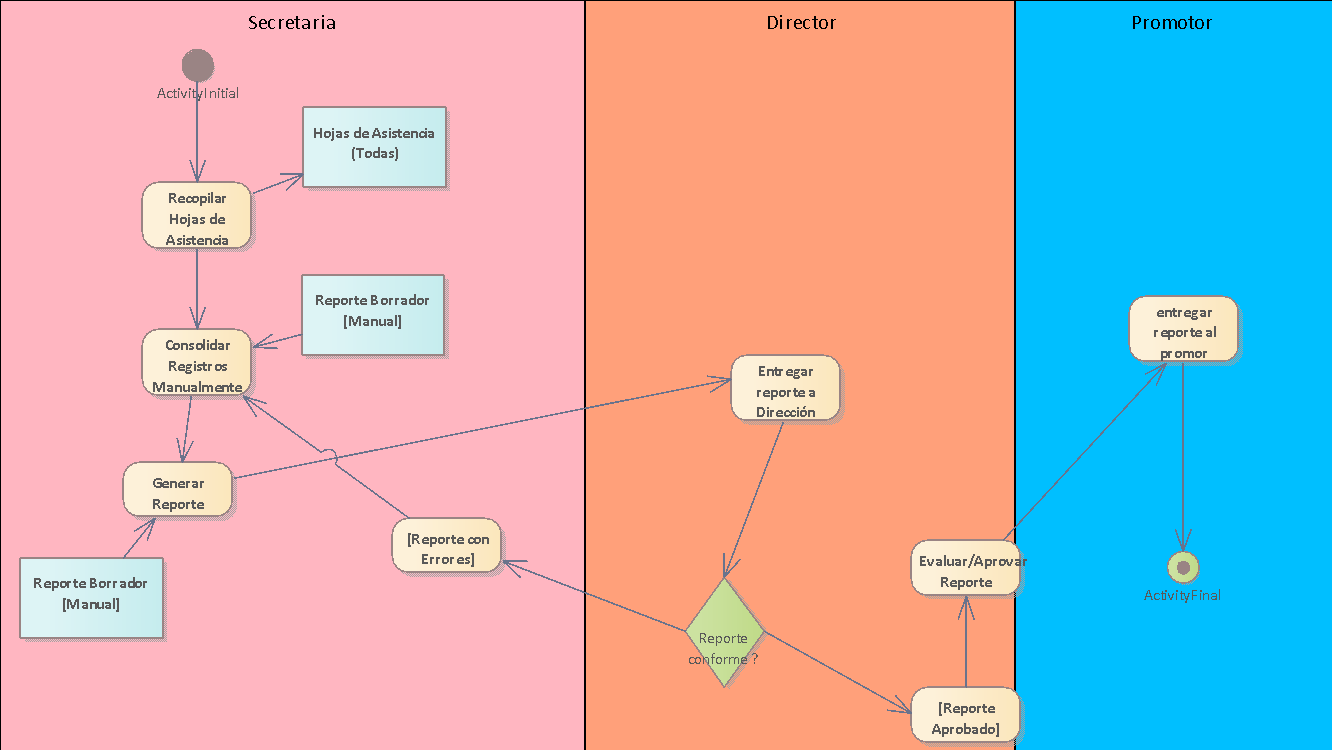 Secretaria
Director
Promotor
ActivityInitial
Hojas de Asistencia
(Todas)
Recopilar
Hojas de
Asistencia
Reporte Borrador
[Manual]
Consolidar
Registros
Manualmente
entregar
reporte al
promor
Entregar
reporte a
Dirección
Generar
Reporte
[Reporte con
Errores]
Reporte Borrador
[Manual]
Evaluar/Aprovar
Reporte
ActivityFinal
Reporte
conforme ?
[Reporte
Aprobado]